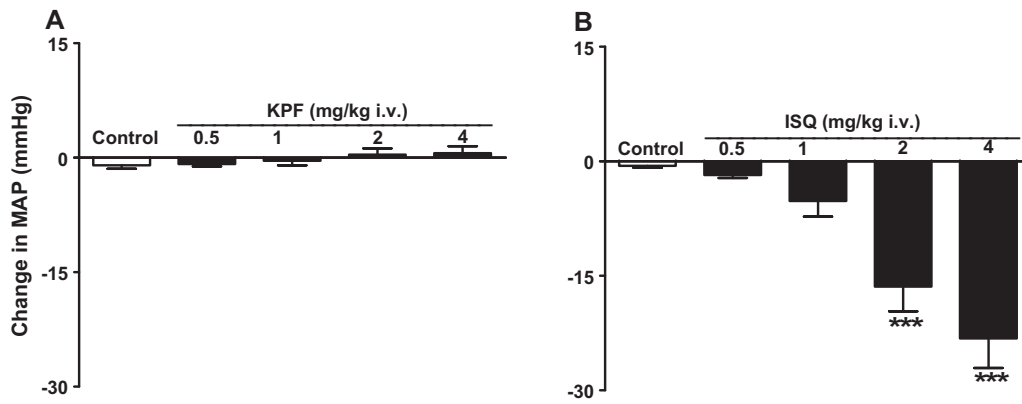 A
Change in MAP (mmHg)
15
0
-15
-30
KPF (mg/kg i.v.)
Control 0.5 1 2 4
B
15
0
-15
-30
ISQ (mg/kg i.v.)
Control 0.5 1 2 4
***
***